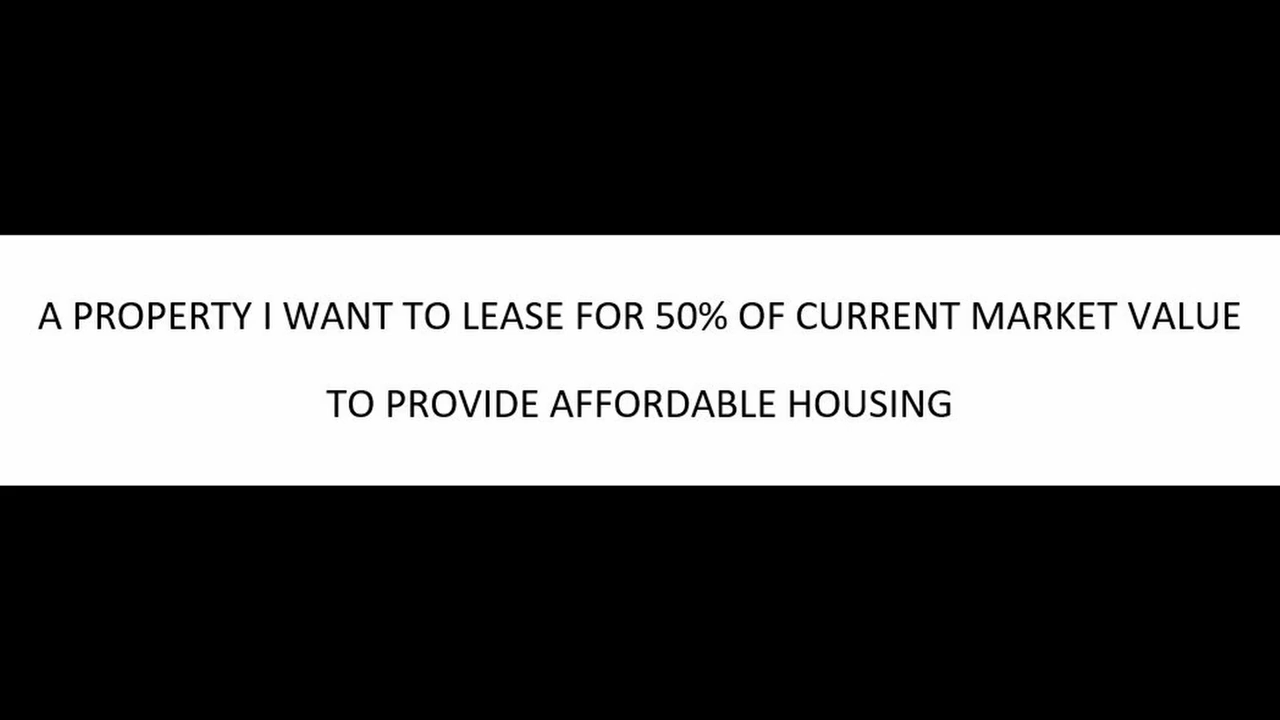 A PROPERTY I WANT TO LEASE FOR 50% OF CURRENT MARKET VALUE
TO PROVIDE AFFORDABLE HOUSING